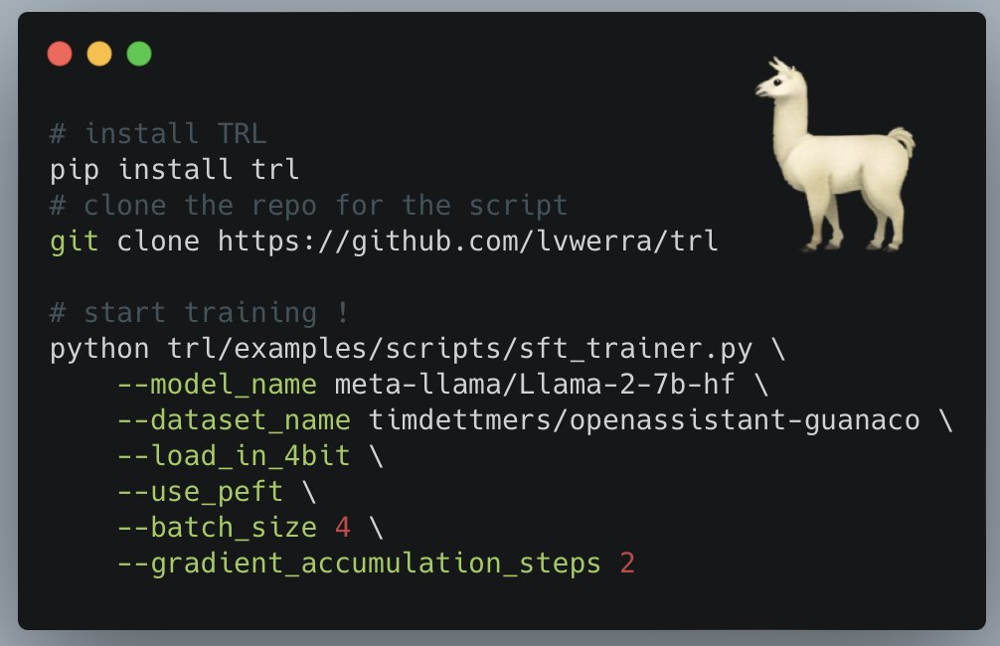 # install TRL
pip install trl
# clone the repo for the script
git clone https://github.com/lvwerra/trl
# start training !
python trl/examples/scripts/sft_trainer.py \
--model_name meta-llama/Llama-2-7b-hf \
--dataset_name timdettmers/openassistant-guanaco \
--load_in_4bit \
--use_peft \
--batch_size 4 \
--gradient_accumulation_steps 2